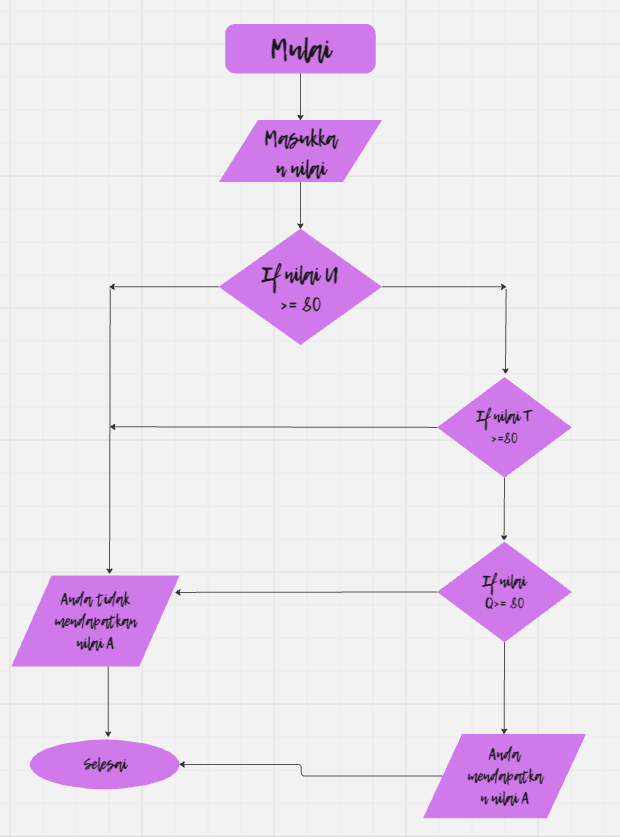 Mulai
Masukka
n nilai
If nilai U
>= 80
If nilai T
>=80
If nilai
Q>= 80
Anda tidak
mendapatkan
nilai A
Anda
mendapatka
n nilai A
Selesai